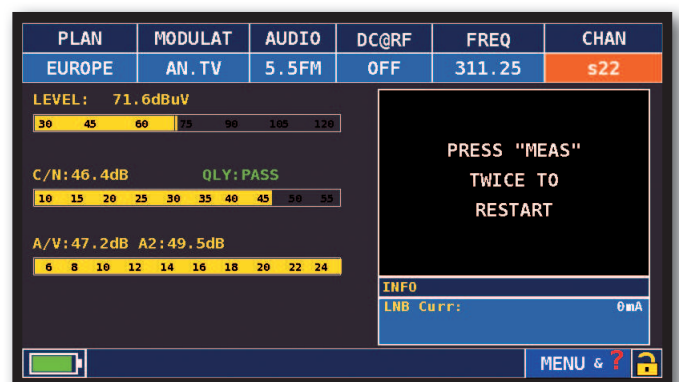 PLAN MODULAT AUDIO DC@RF FREQ CHAN
EUROPE AN.TV 5.5FM OFF 311.25 s22
LEVEL: 71.6dBuV
30 45 60 75 90 105 120
C/N:46.4dB QLY:PASS
10 15 20 25 30 35 40 45 50 55
A/V:47.2dB A2:49.5dB
6 8 10 12 14 16 18 20 22 24
PRESS "MEAS"
TWICE TO
RESTART
INFO
LNB Curr: 0mA
MENU & ?